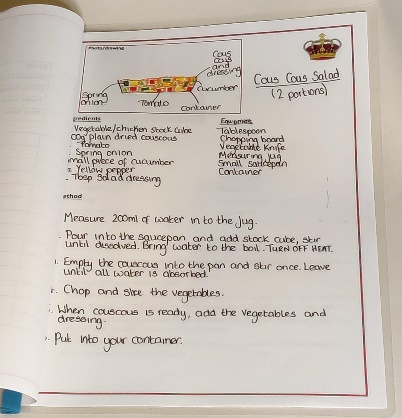 Photo/drawing
Cous
Cous
and
dressing
Cucumber
Spring
onion
Tomato
Container
Cous Cous Salad
(2 portions)
redients
Vegetable/chicken stock cube
plain dried couscous
Tomato
Spring onion
mall piece of cucumber
Yellow pepper
Tbsp Salad dressing
Equipment
Tablespoon
Chopping board
Vegetable Knife
Measuring jug
Small saucepan
Container
ethod
Measure 200ml of water in to the jug.
Pour into the saucepan and add stock cube, stir
until dissolved. Bring water to the boil. TURN OFF HEAT.
Empty the couscous into the pan and stir once. Leave
until all water is absorbed.
Chop and slice the vegetables.
When couscous is ready, add the vegetables and
dressing.
Put into your container.